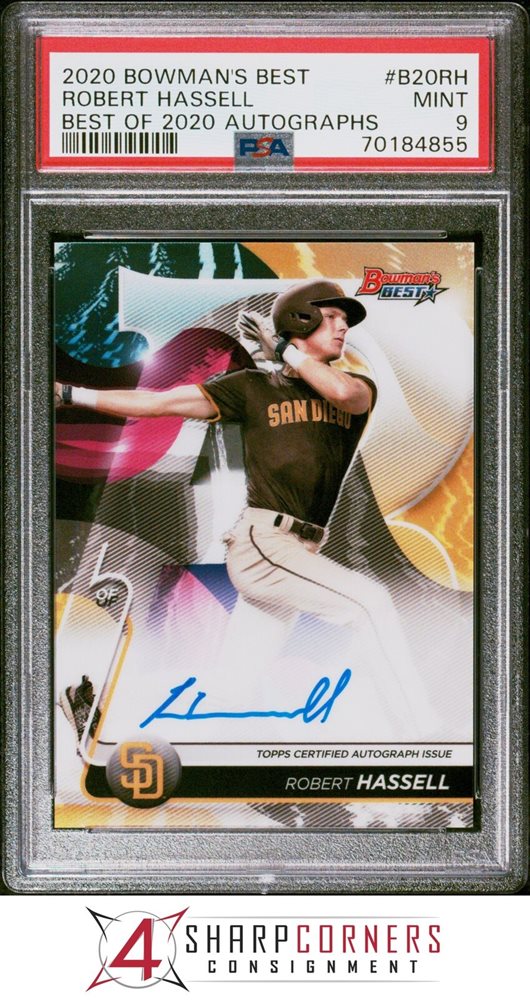 2020 BOWMAN'S BEST #B20RH
ROBERT HASSELL MINT
BEST OF 2020 AUTOGRAPHS 9
PSA 70184855
Bowman's
BEST
SAN DIEGO
OF
TOPPS CERTIFIED AUTOGRAPH ISSUE
SD ROBERT HASSELL
PSA
4 SHARPCORNERS
CONSIGNMENT